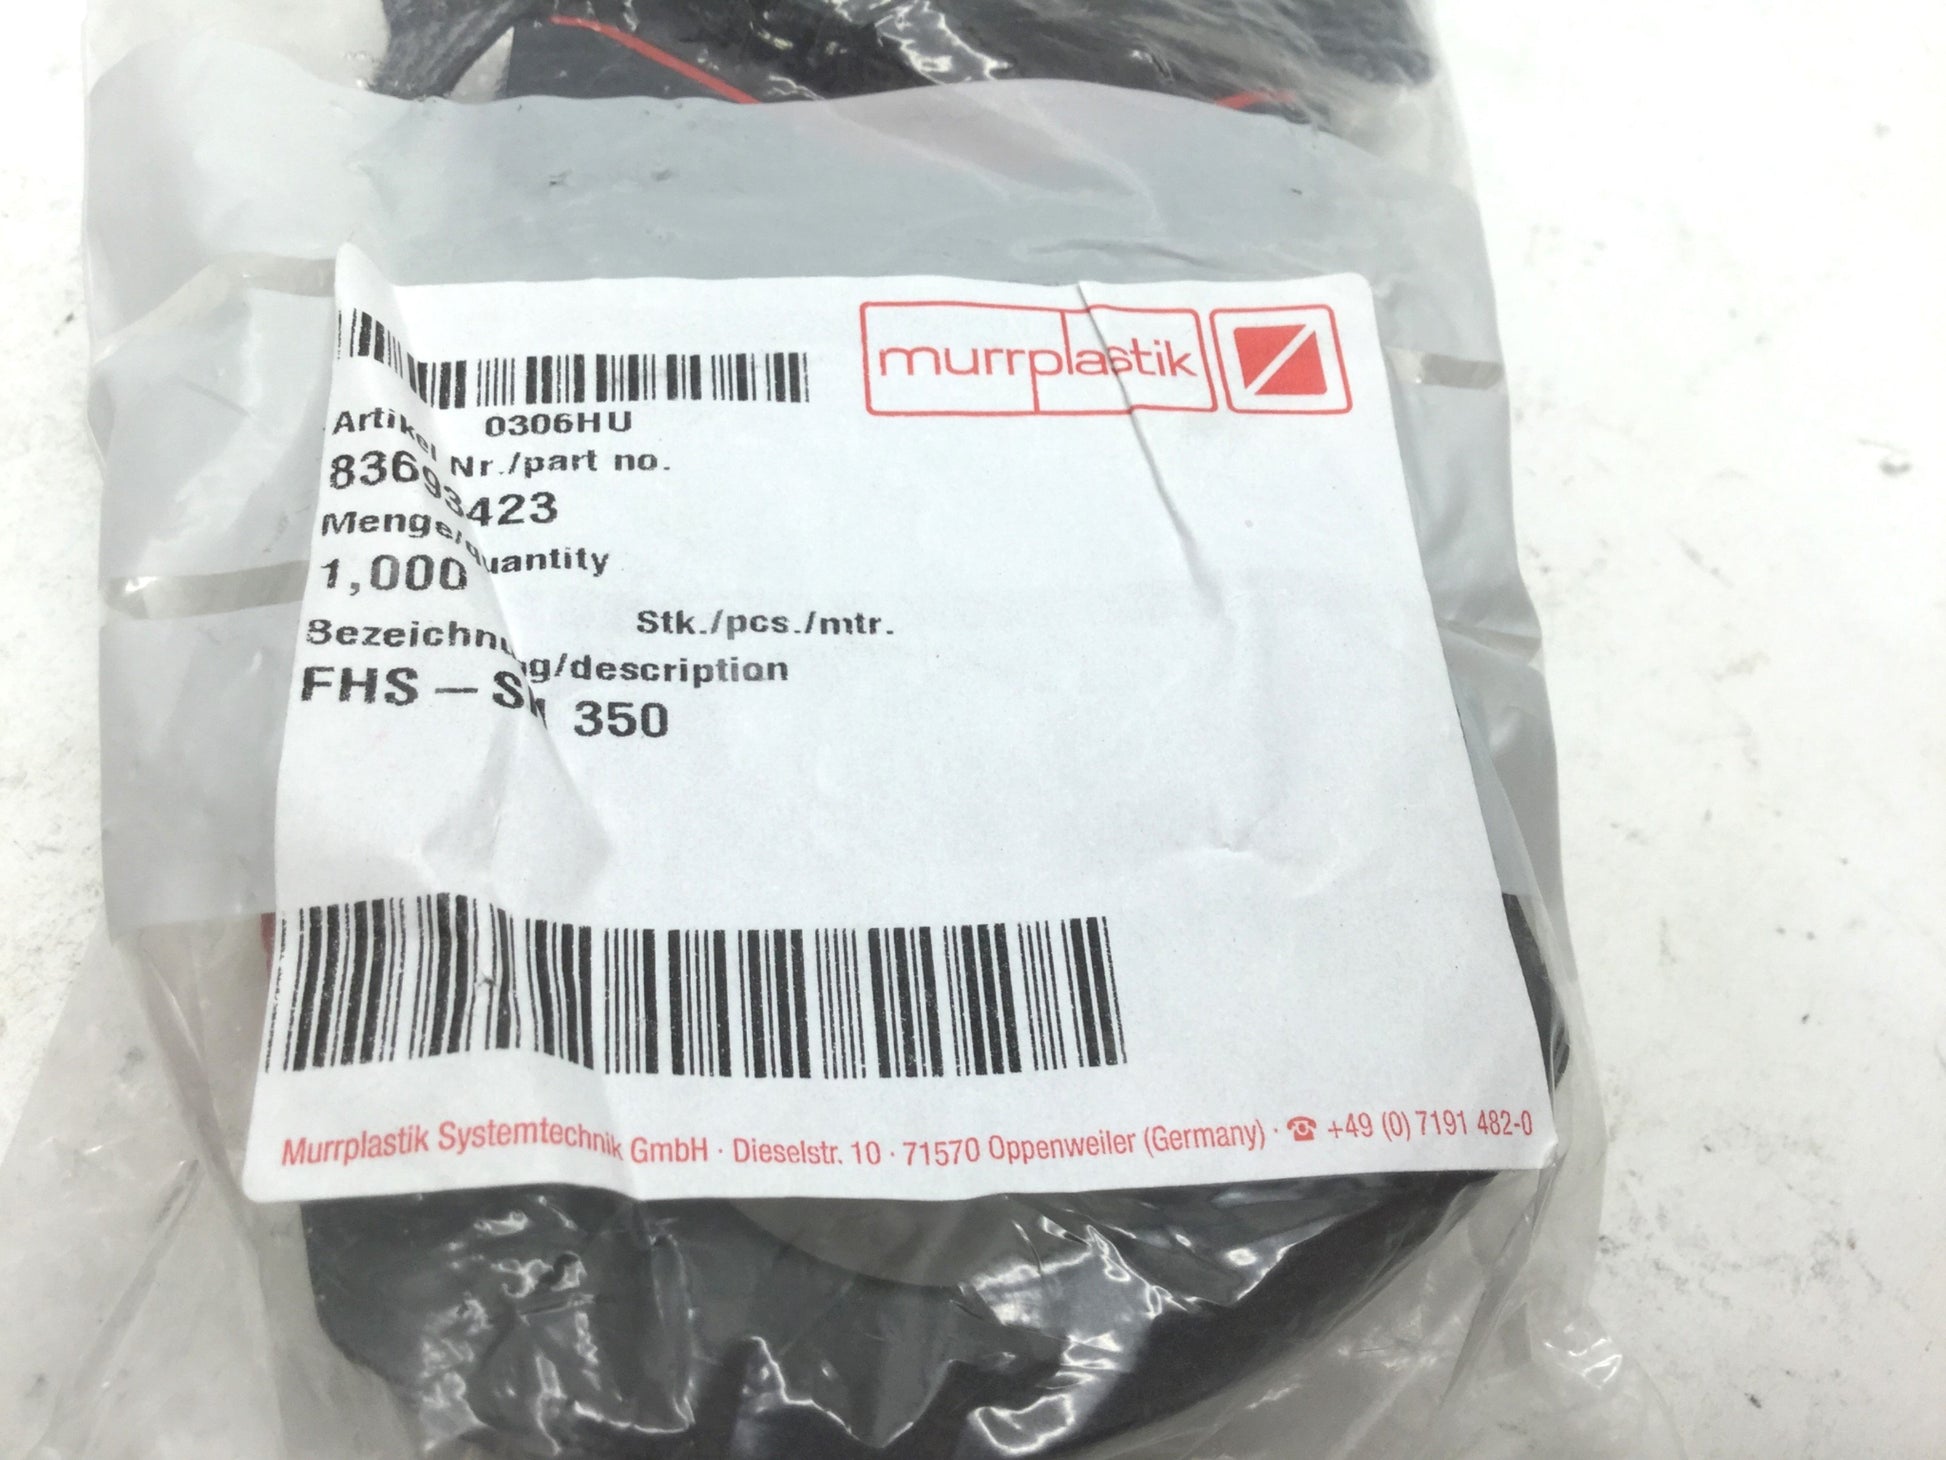 murrplastik
0306HU
Artikel Nr./part no.
83693423
Menge/quantity
1,000
Stk./pcs./mtr.
Bezeichnung/description
FHS – 350
Murrplastik Systemtechnik GmbH · Dieselstr. 10 · 71570 Oppenweiler (Germany) · ☎ +49 (0) 7191 482-0